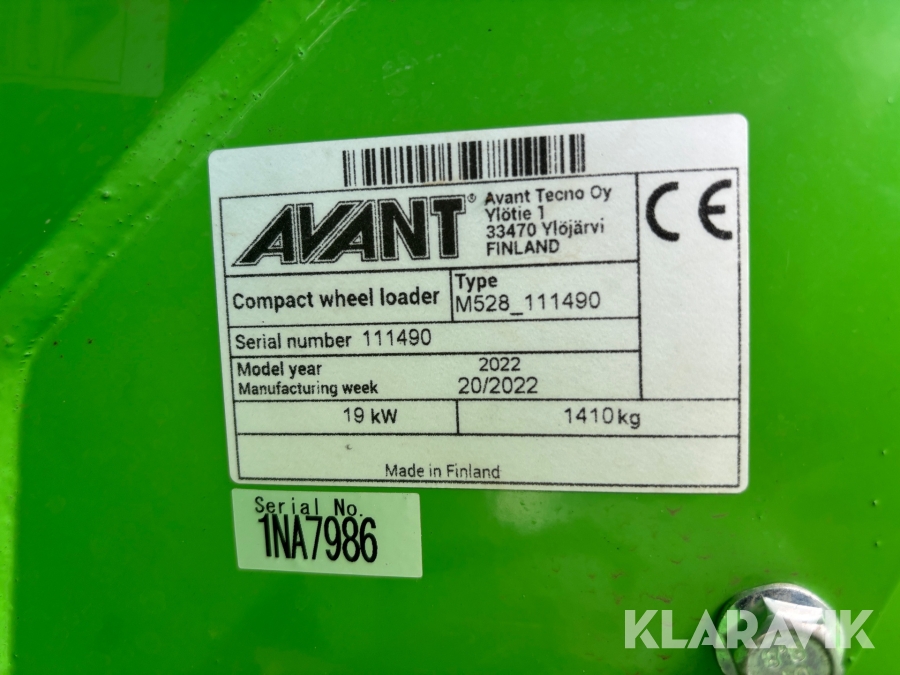 AVANT®
Avant Tecno Oy
Ylötie 1
33470 Ylöjärvi
FINLAND
CE
Compact wheel loader
Type
M528_111490
Serial number 111490
Model year 2022
Manufacturing week 20/2022
19 kW
1410kg
Made in Finland
Serial No.
1NA7986
KLARAVIK